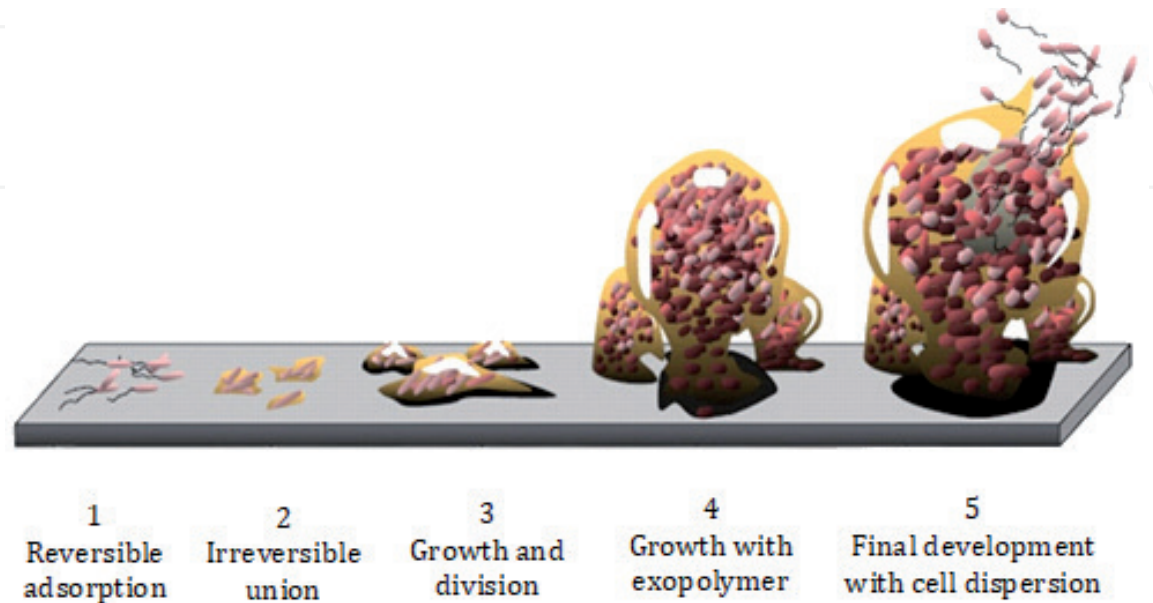 1
Reversible
adsorption
2
Irreversible
union
3
Growth and
division
4
Growth with
exopolymer
5
Final development
with cell dispersion